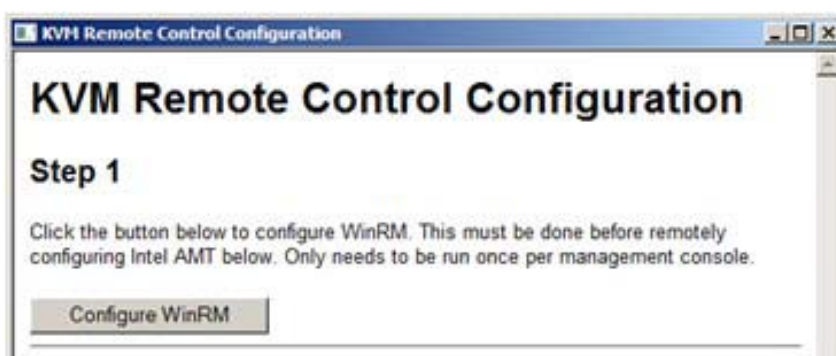 KVM Remote Control Configuration
KVM Remote Control Configuration
Step 1
Click the button below to configure WinRM. This must be done before remotely
configuring Intel AMT below. Only needs to be run once per management console.
Configure WinRM